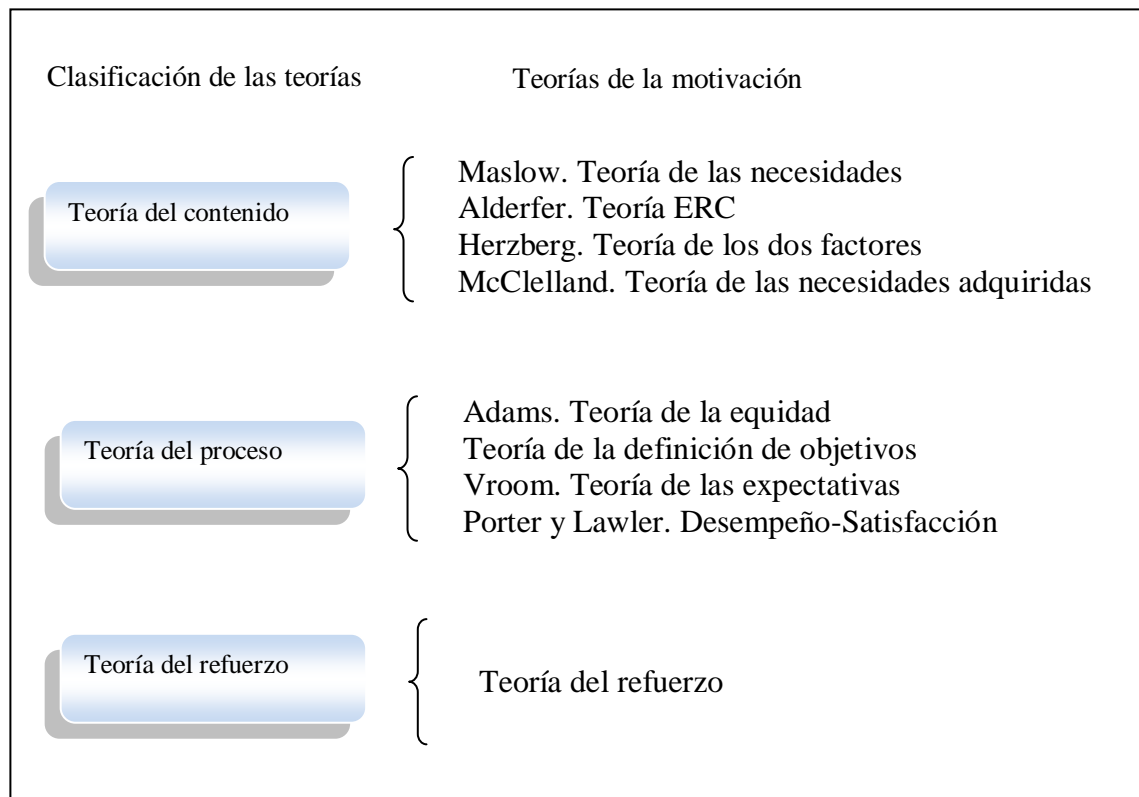 Clasificación de las teorías
Teorías de la motivación
Teoría del contenido
Maslow. Teoría de las necesidades
Alderfer. Teoría ERC
Herzberg. Teoría de los dos factores
McClelland. Teoría de las necesidades adquiridas
Teoría del proceso
Adams. Teoría de la equidad
Teoría de la definición de objetivos
Vroom. Teoría de las expectativas
Porter y Lawler. Desempeño-Satisfacción
Teoría del refuerzo
Teoría del refuerzo